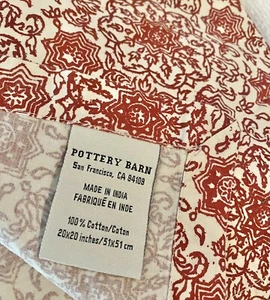 POTTERY BARN
San Francisco, CA 94109
MADE IN INDIA
FABRIQUÉ EN INDE
100% Cotton/Coton
20x20 inches/51x51 cm